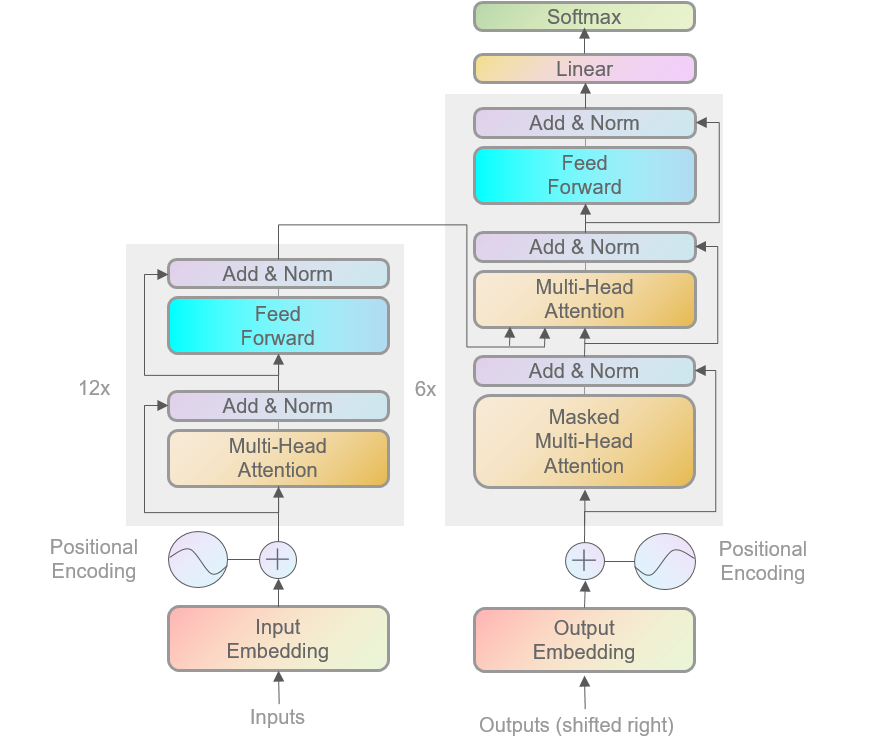 Softmax
Linear
Add & Norm
Feed
Forward
Add & Norm
Multi-Head
Attention
Add & Norm
Masked
Multi-Head
Attention
6x
Positional
Encoding
Output
Embedding
Outputs (shifted right)
Add & Norm
Feed
Forward
12x
Add & Norm
Multi-Head
Attention
Positional
Encoding
Input
Embedding
Inputs